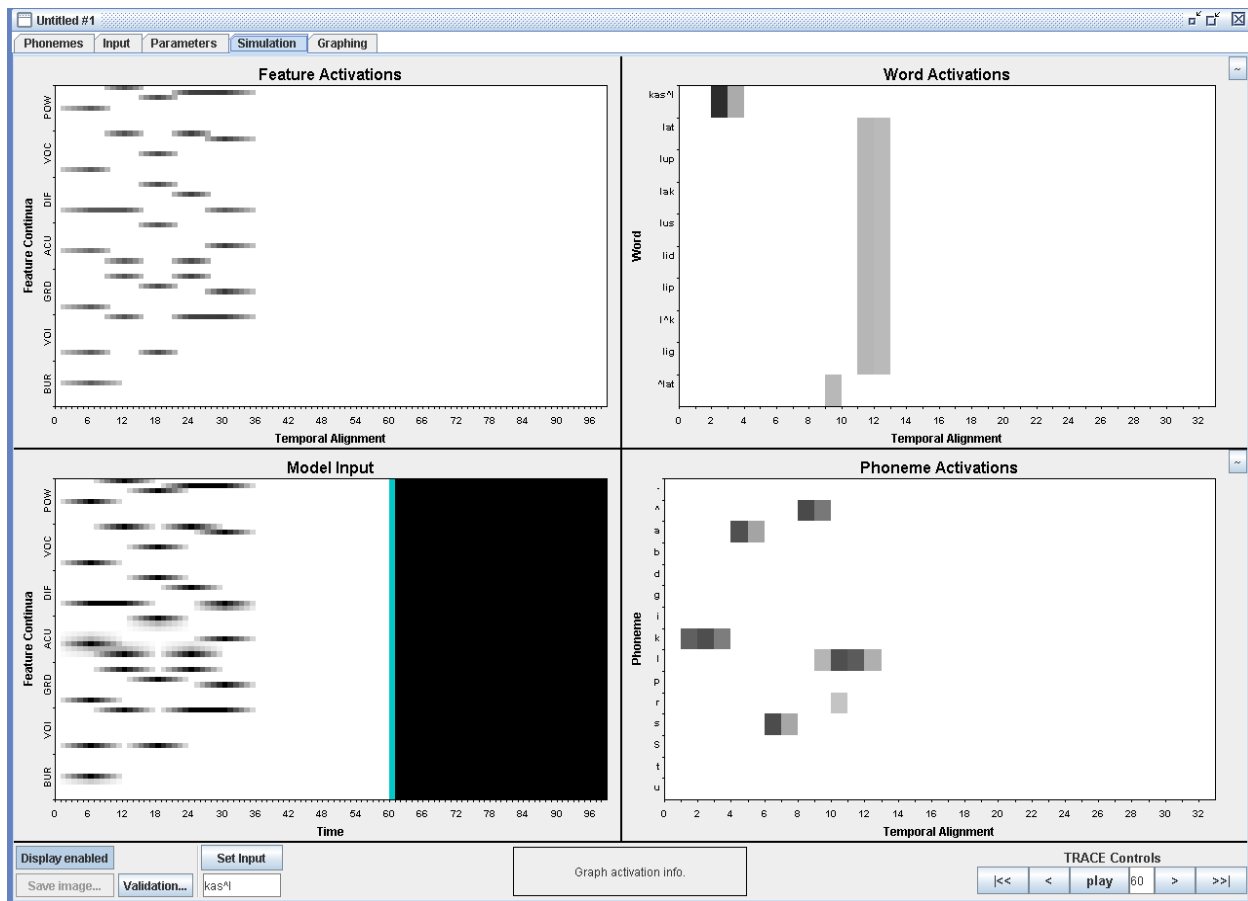 Untitled #1
Phonemes Input Parameters Simulation Graphing
Feature Activations
Feature Continua
POW
VOC
DIF
ACU
GRD
VOI
BUR
0 6 12 18 24 30 36 42 48 54 60 66 72 78 84 90 96
Temporal Alignment
Word Activations
~
Word
kas^l
lat
lup
lak
lus
lid
lip
l^k
lig
^lat
0 2 4 6 8 10 12 14 16 18 20 22 24 26 28 30 32
Temporal Alignment
Model Input
Feature Continua
POW
VOC
DIF
ACU
GRD
VOI
BUR
0 6 12 18 24 30 36 42 48 54 60 66 72 78 84 90 96
Time
Phoneme Activations
~
Phoneme
-
^
a
b
d
g
i
k
l
p
r
s
S
t
u
0 2 4 6 8 10 12 14 16 18 20 22 24 26 28 30 32
Temporal Alignment
Display enabled Set Input
Save image... Validation... kas^l
Graph activation info.
TRACE Controls
|<< < play 60 > >>|